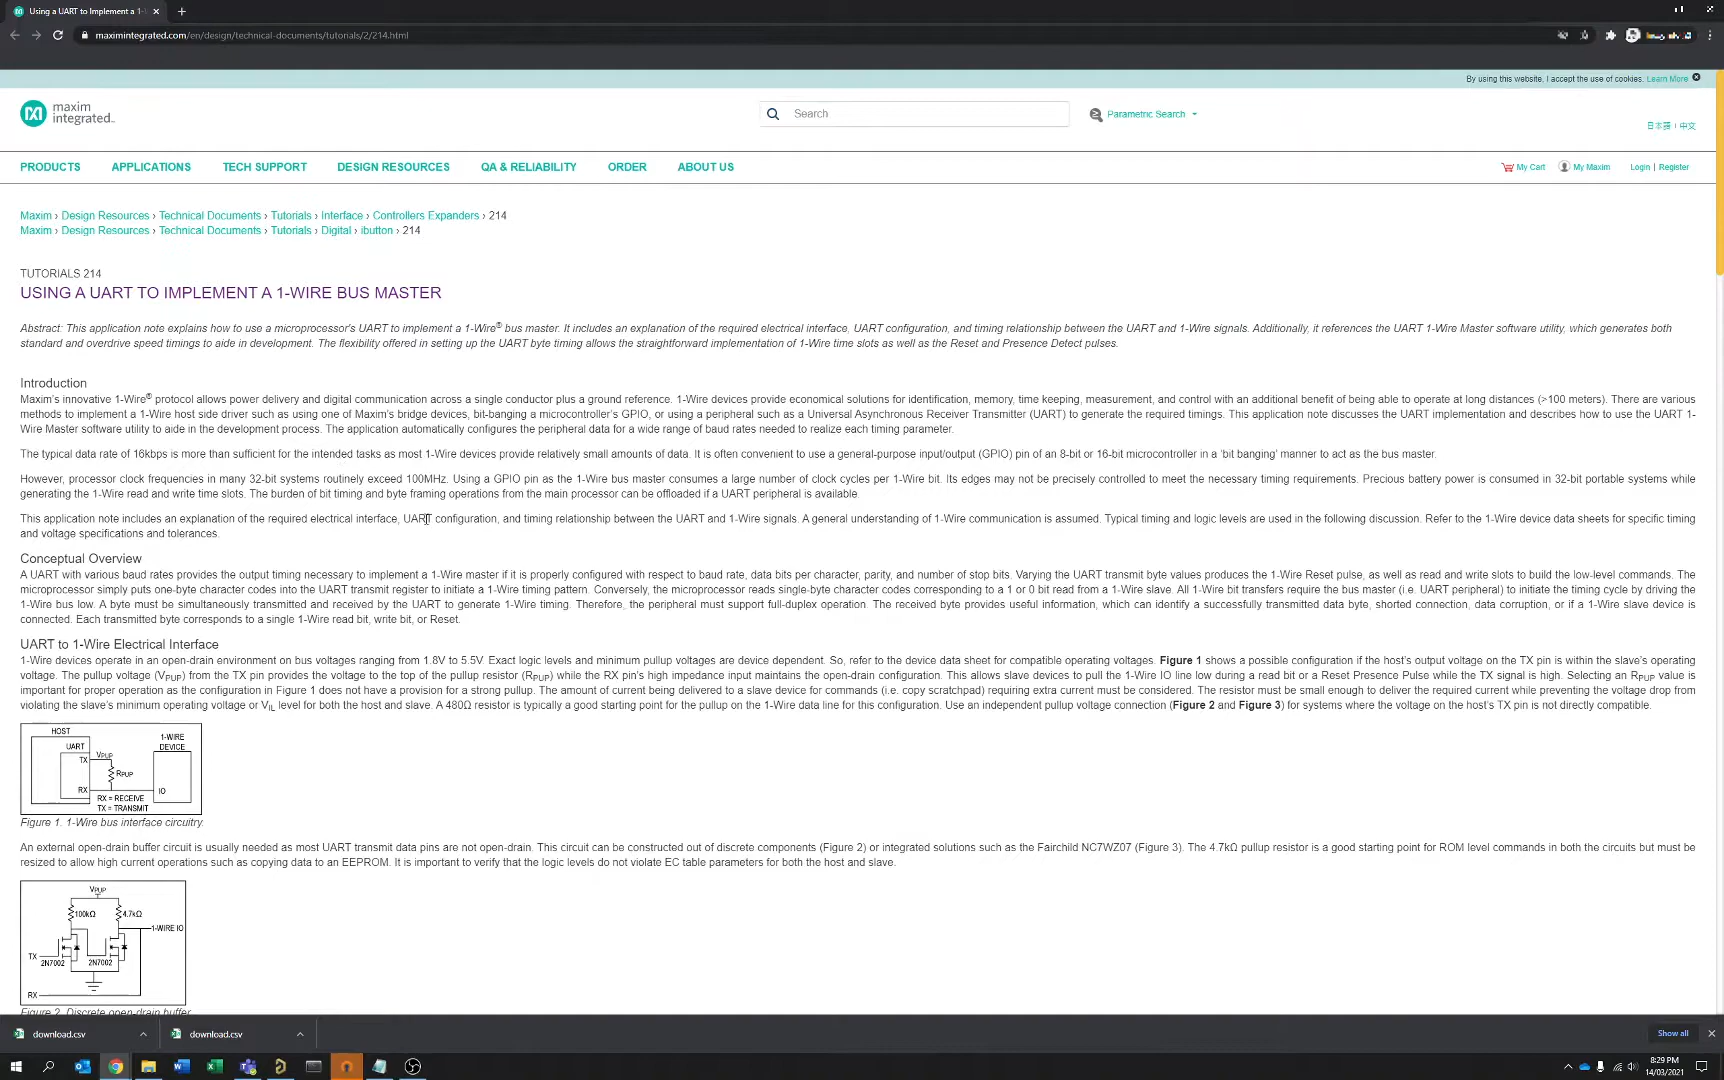 Using a UART to Implement a 1-
maximintegrated.com/en/design/technical-documents/tutorials/2/214.html
By using this website, I accept the use of cookies. Learn More
maxim
integrated™
Search
Parametric Search
日本語 | 中文
PRODUCTS APPLICATIONS TECH SUPPORT DESIGN RESOURCES QA & RELIABILITY ORDER ABOUT US
My Cart My Maxim Login | Register
Maxim › Design Resources › Technical Documents › Tutorials › Interface › Controllers Expanders › 214
Maxim › Design Resources › Technical Documents › Tutorials › Digital › ibutton › 214
TUTORIALS 214
USING A UART TO IMPLEMENT A 1-WIRE BUS MASTER
Abstract: This application note explains how to use a microprocessor's UART to implement a 1-Wire® bus master. It includes an explanation of the required electrical interface, UART configuration, and timing relationship between the UART and 1-Wire signals. Additionally, it references the UART 1-Wire Master software utility, which generates both
standard and overdrive speed timings to aide in development. The flexibility offered in setting up the UART byte timing allows the straightforward implementation of 1-Wire time slots as well as the Reset and Presence Detect pulses.
Introduction
Maxim's innovative 1-Wire® protocol allows power delivery and digital communication across a single conductor plus a ground reference. 1-Wire devices provide economical solutions for identification, memory, time keeping, measurement, and control with an additional benefit of being able to operate at long distances (>100 meters). There are various
methods to implement a 1-Wire host side driver such as using one of Maxim's bridge devices, bit-banging a microcontroller's GPIO, or using a peripheral such as a Universal Asynchronous Receiver Transmitter (UART) to generate the required timings. This application note discusses the UART implementation and describes how to use the UART 1-
Wire Master software utility to aide in the development process. The application automatically configures the peripheral data for a wide range of baud rates needed to realize each timing parameter.
The typical data rate of 16kbps is more than sufficient for the intended tasks as most 1-Wire devices provide relatively small amounts of data. It is often convenient to use a general-purpose input/output (GPIO) pin of an 8-bit or 16-bit microcontroller in a 'bit banging' manner to act as the bus master.
However, processor clock frequencies in many 32-bit systems routinely exceed 100MHz. Using a GPIO pin as the 1-Wire bus master consumes a large number of clock cycles per 1-Wire bit. Its edges may not be precisely controlled to meet the necessary timing requirements. Precious battery power is consumed in 32-bit portable systems while
generating the 1-Wire read and write time slots. The burden of bit timing and byte framing operations from the main processor can be offloaded if a UART peripheral is available.
This application note includes an explanation of the required electrical interface, UART configuration, and timing relationship between the UART and 1-Wire signals. A general understanding of 1-Wire communication is assumed. Typical timing and logic levels are used in the following discussion. Refer to the 1-Wire device data sheets for specific timing
and voltage specifications and tolerances.
Conceptual Overview
A UART with various baud rates provides the output timing necessary to implement a 1-Wire master if it is properly configured with respect to baud rate, data bits per character, parity, and number of stop bits. Varying the UART transmit byte values produces the 1-Wire Reset pulse, as well as read and write slots to build the low-level commands. The
microprocessor simply puts one-byte character codes into the UART transmit register to initiate a 1-Wire timing pattern. Conversely, the microprocessor reads single-byte character codes corresponding to a 1 or 0 bit read from a 1-Wire slave. All 1-Wire bit transfers require the bus master (i.e. UART peripheral) to initiate the timing cycle by driving the
1-Wire bus low. A byte must be simultaneously transmitted and received by the UART to generate 1-Wire timing. Therefore, the peripheral must support full-duplex operation. The received byte provides useful information, which can identify a successfully transmitted data byte, shorted connection, data corruption, or if a 1-Wire slave device is
connected. Each transmitted byte corresponds to a single 1-Wire read bit, write bit, or Reset.
UART to 1-Wire Electrical Interface
1-Wire devices operate in an open-drain environment on bus voltages ranging from 1.8V to 5.5V. Exact logic levels and minimum pullup voltages are device dependent. So, refer to the device data sheet for compatible operating voltages. Figure 1 shows a possible configuration if the host's output voltage on the TX pin is within the slave's operating
voltage. The pullup voltage (VPUP) from the TX pin provides the voltage to the top of the pullup resistor (RPUP) while the RX pin's high impedance input maintains the open-drain configuration. This allows slave devices to pull the 1-Wire IO line low during a read bit or a Reset Presence Pulse while the TX signal is high. Selecting an RPUP value is
important for proper operation as the configuration in Figure 1 does not have a provision for a strong pullup. The amount of current being delivered to a slave device for commands (i.e. copy scratchpad) requiring extra current must be considered. The resistor must be small enough to deliver the required current while preventing the voltage drop from
violating the slave's minimum operating voltage or VIL level for both the host and slave. A 480Ω resistor is typically a good starting point for the pullup on the 1-Wire data line for this configuration. Use an independent pullup voltage connection (Figure 2 and Figure 3) for systems where the voltage on the host's TX pin is not directly compatible.
HOST
UART
TX
VPUP
RPUP
RX
1-WIRE
DEVICE
IO
RX = RECEIVE
TX = TRANSMIT
Figure 1. 1-Wire bus interface circuitry.
An external open-drain buffer circuit is usually needed as most UART transmit data pins are not open-drain. This circuit can be constructed out of discrete components (Figure 2) or integrated solutions such as the Fairchild NC7WZ07 (Figure 3). The 4.7kΩ pullup resistor is a good starting point for ROM level commands in both the circuits but must be
resized to allow high current operations such as copying data to an EEPROM. It is important to verify that the logic levels do not violate EC table parameters for both the host and slave.
VPUP
100kΩ 4.7kΩ
1-WIRE IO
TX
2N7002 2N7002
RX
Figure 2. Discrete open-drain buffer
download.csv download.csv Show all
8:29 PM
14/03/2021